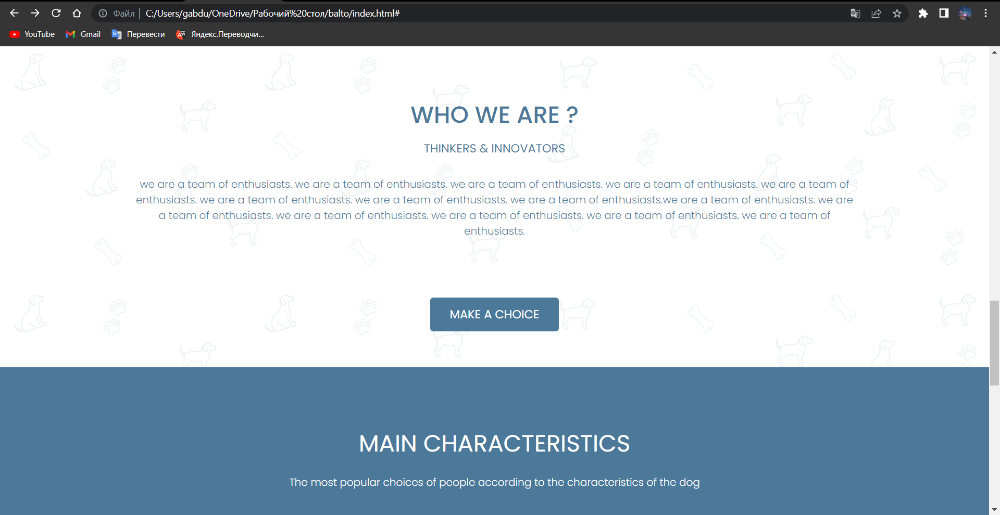 Файл | C:/Users/gabdu/OneDrive/Рабочий%20стол/balto/index.html#
YouTube Gmail Перевести Яндекс.Переводчи...
WHO WE ARE ?
THINKERS & INNOVATORS
we are a team of enthusiasts. we are a team of enthusiasts. we are a team of enthusiasts. we are a team of enthusiasts. we are a team of
enthusiasts. we are a team of enthusiasts. we are a team of enthusiasts. we are a team of enthusiasts.we are a team of enthusiasts. we are
a team of enthusiasts. we are a team of enthusiasts. we are a team of enthusiasts. we are a team of enthusiasts. we are a team of
enthusiasts.
MAKE A CHOICE
MAIN CHARACTERISTICS
The most popular choices of people according to the characteristics of the dog